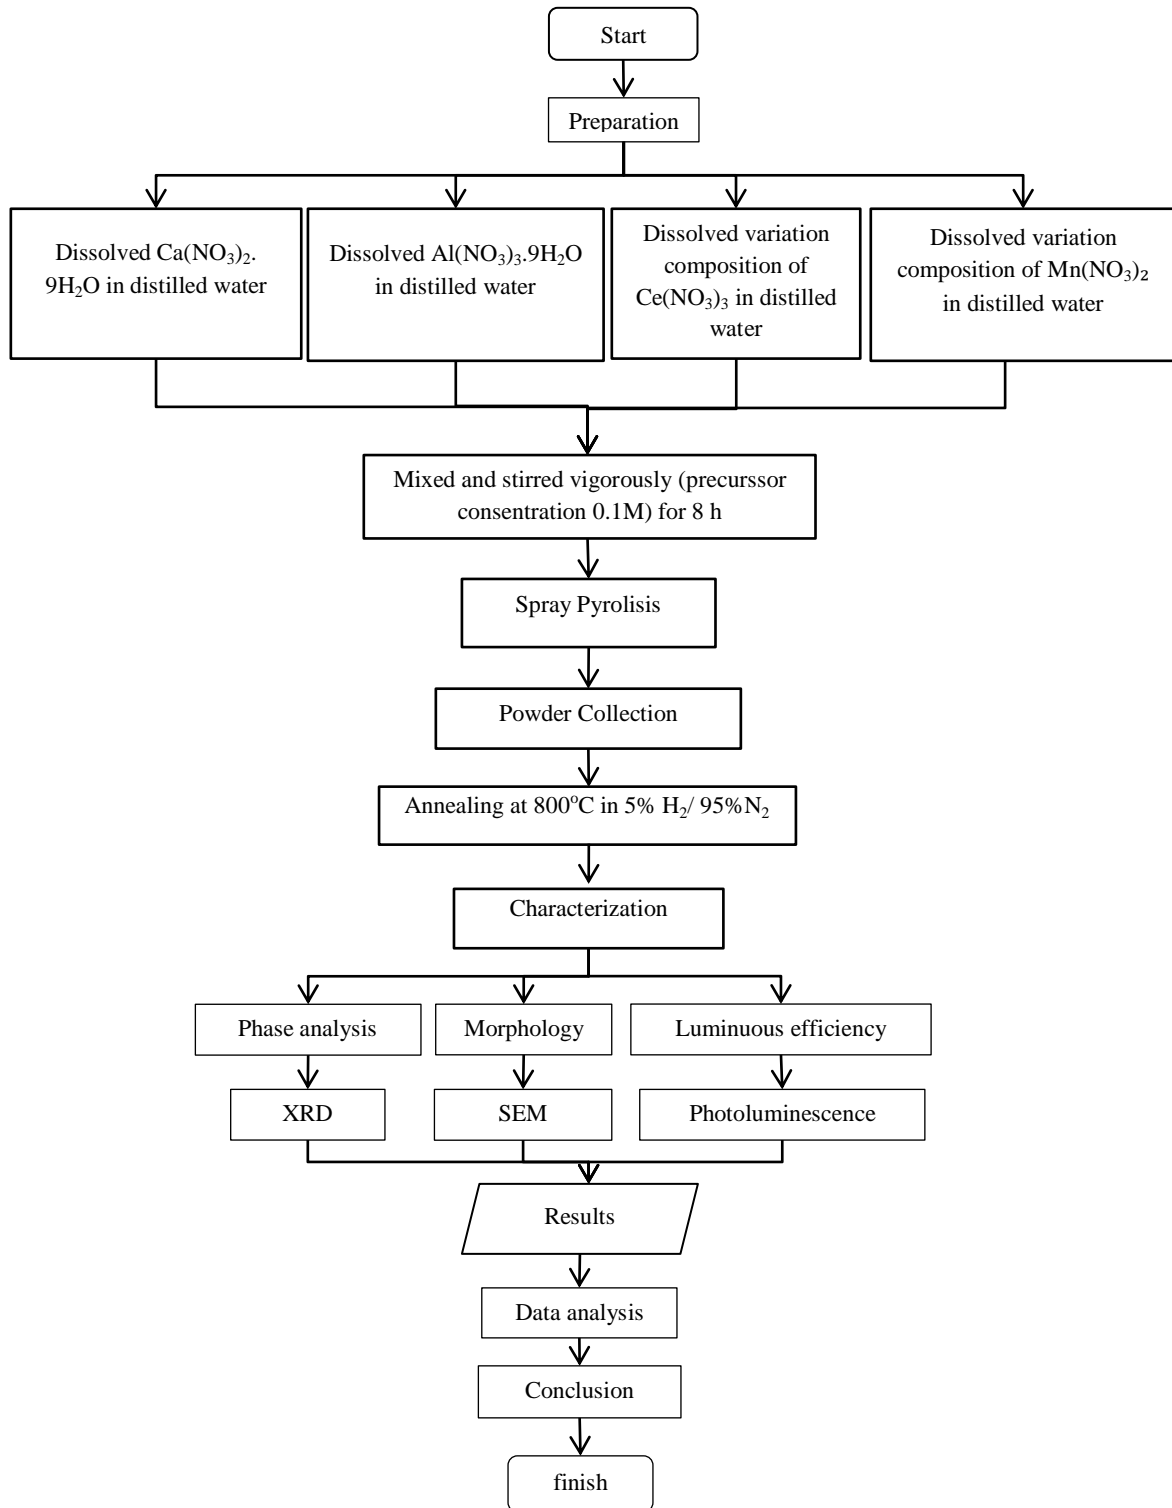 Start
Preparation
Dissolved Ca(NO₃)₂.
9H₂O in distilled water
Dissolved Al(NO₃)₃.9H₂O
in distilled water
Dissolved variation
composition of
Ce(NO₃)₃ in distilled
water
Dissolved variation
composition of Mn(NO₃)₂
in distilled water
Mixed and stirred vigorously (precurssor
consentration 0.1M) for 8 h
Spray Pyrolisis
Powder Collection
Annealing at 800°C in 5% H₂/ 95%N₂
Characterization
Phase analysis
Morphology
Luminuous efficiency
XRD
SEM
Photoluminescence
Results
Data analysis
Conclusion
finish